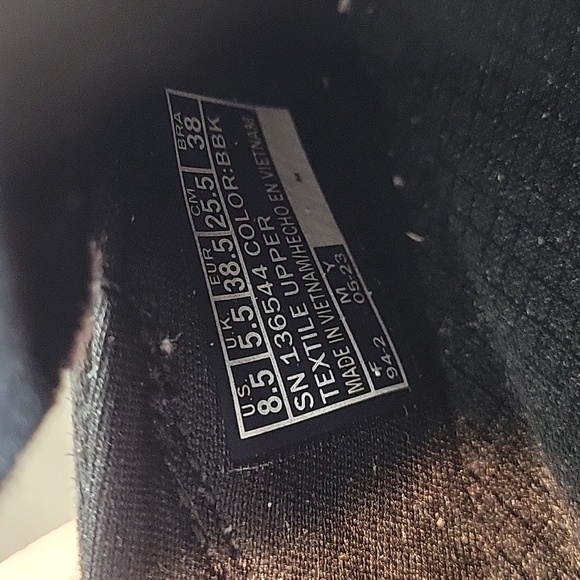 U.S. U.K. EUR CM BRA
8.5 5.5 38.5 25.5 38
SN 136544 COLOR:BBK
TEXTILE UPPER
MADE IN VIETNAM/HECHO EN VIETNAM
M Y
05.23
F
94.2